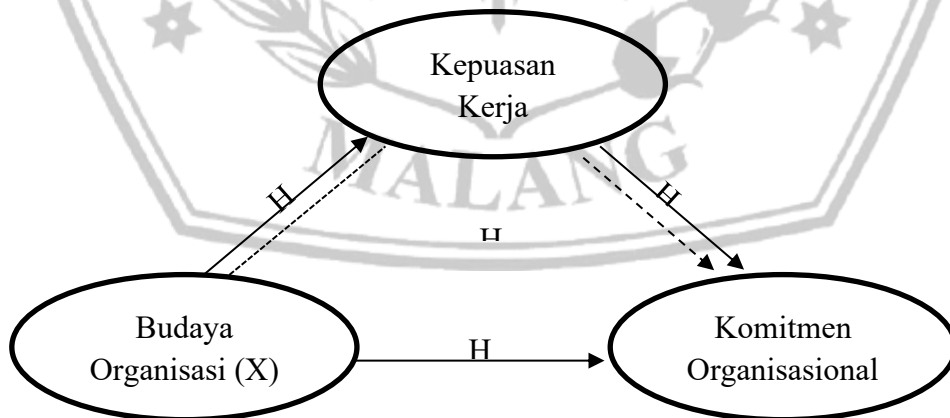 Kepuasan
Kerja
MALANG
H
H
H
Budaya
Organisasi (X)
H
Komitmen
Organisasional